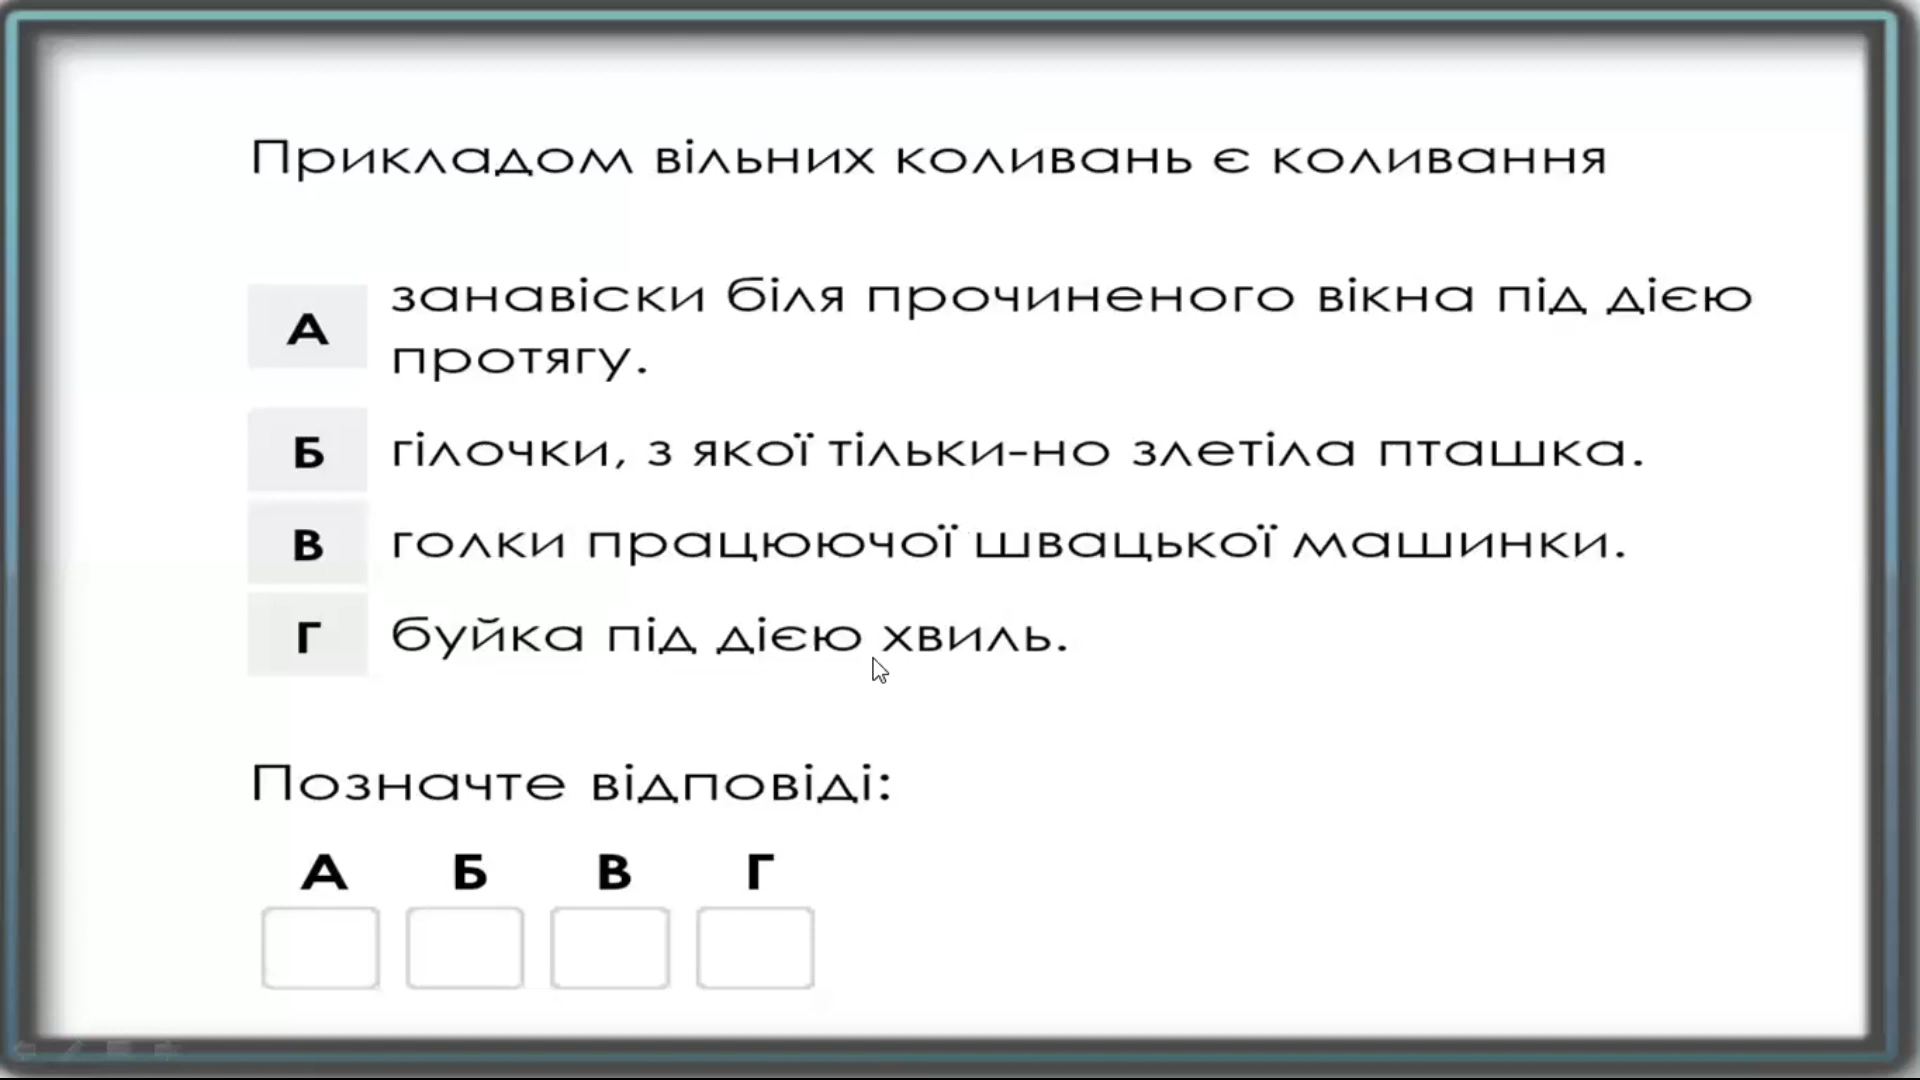 Прикладом вільних коливань є коливання
А
занавіски біля прочиненого вікна під дією
протягу.
Б гілочки, з якої тільки-но злетіла пташка.
В голки працюючої швацької машинки.
Г буйка під дією хвиль.
Позначте відповіді:
А Б В Г